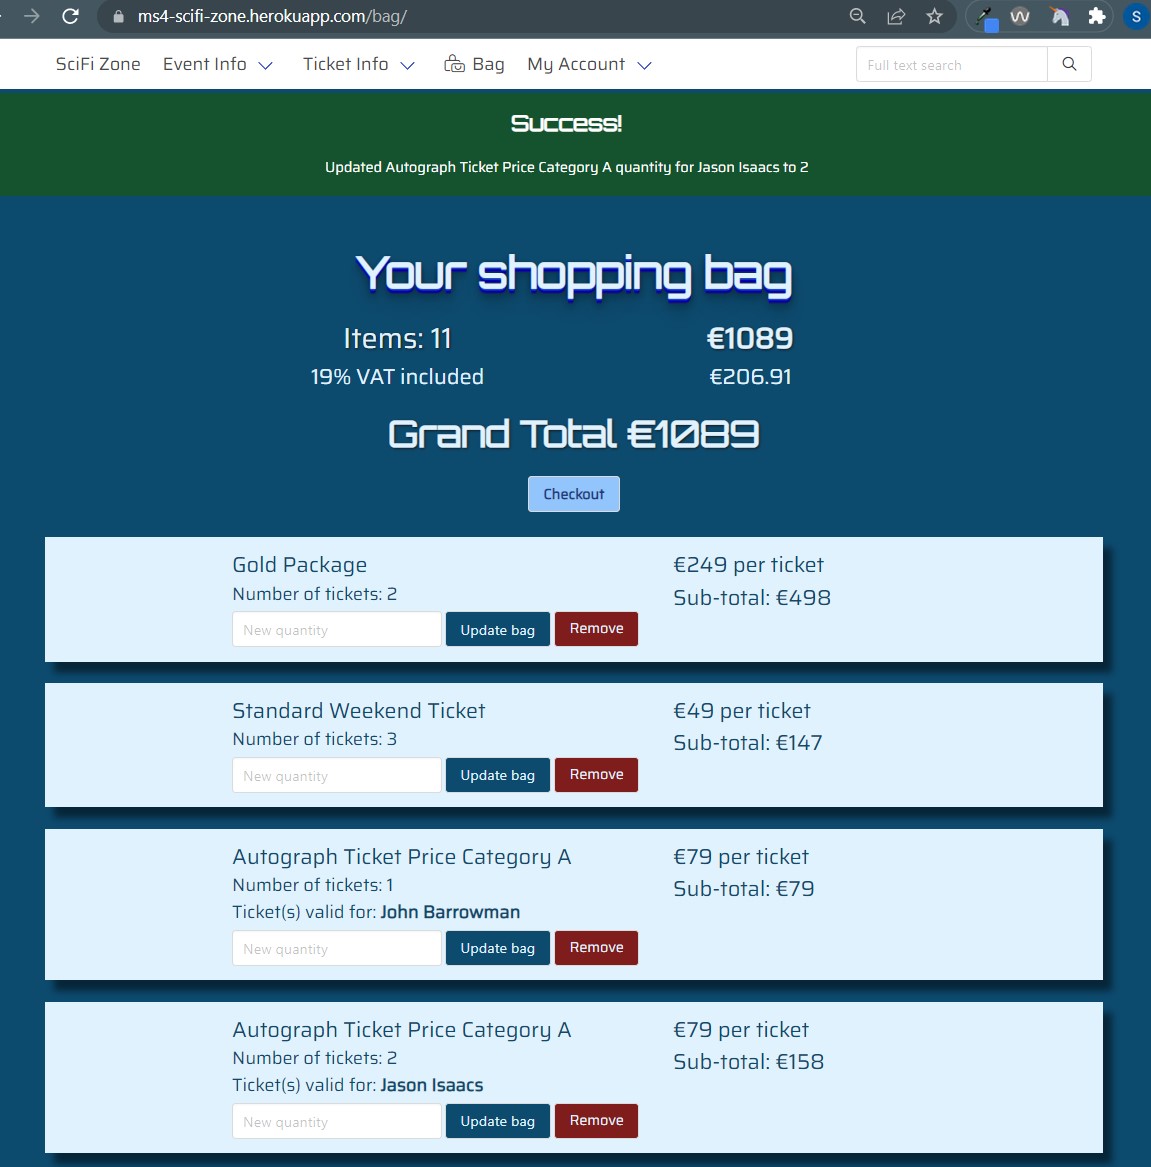 ms4-scifi-zone.herokuapp.com/bag/
S
SciFi Zone Event Info Ticket Info Bag My Account Full text search
Success!
Updated Autograph Ticket Price Category A quantity for Jason Isaacs to 2
Your shopping bag
Items: 11 €1089
19% VAT included €206.91
Grand Total €1089
Checkout
Gold Package €249 per ticket
Number of tickets: 2 Sub-total: €498
New quantity Update bag Remove
Standard Weekend Ticket €49 per ticket
Number of tickets: 3 Sub-total: €147
New quantity Update bag Remove
Autograph Ticket Price Category A €79 per ticket
Number of tickets: 1 Sub-total: €79
Ticket(s) valid for: John Barrowman
New quantity Update bag Remove
Autograph Ticket Price Category A €79 per ticket
Number of tickets: 2 Sub-total: €158
Ticket(s) valid for: Jason Isaacs
New quantity Update bag Remove